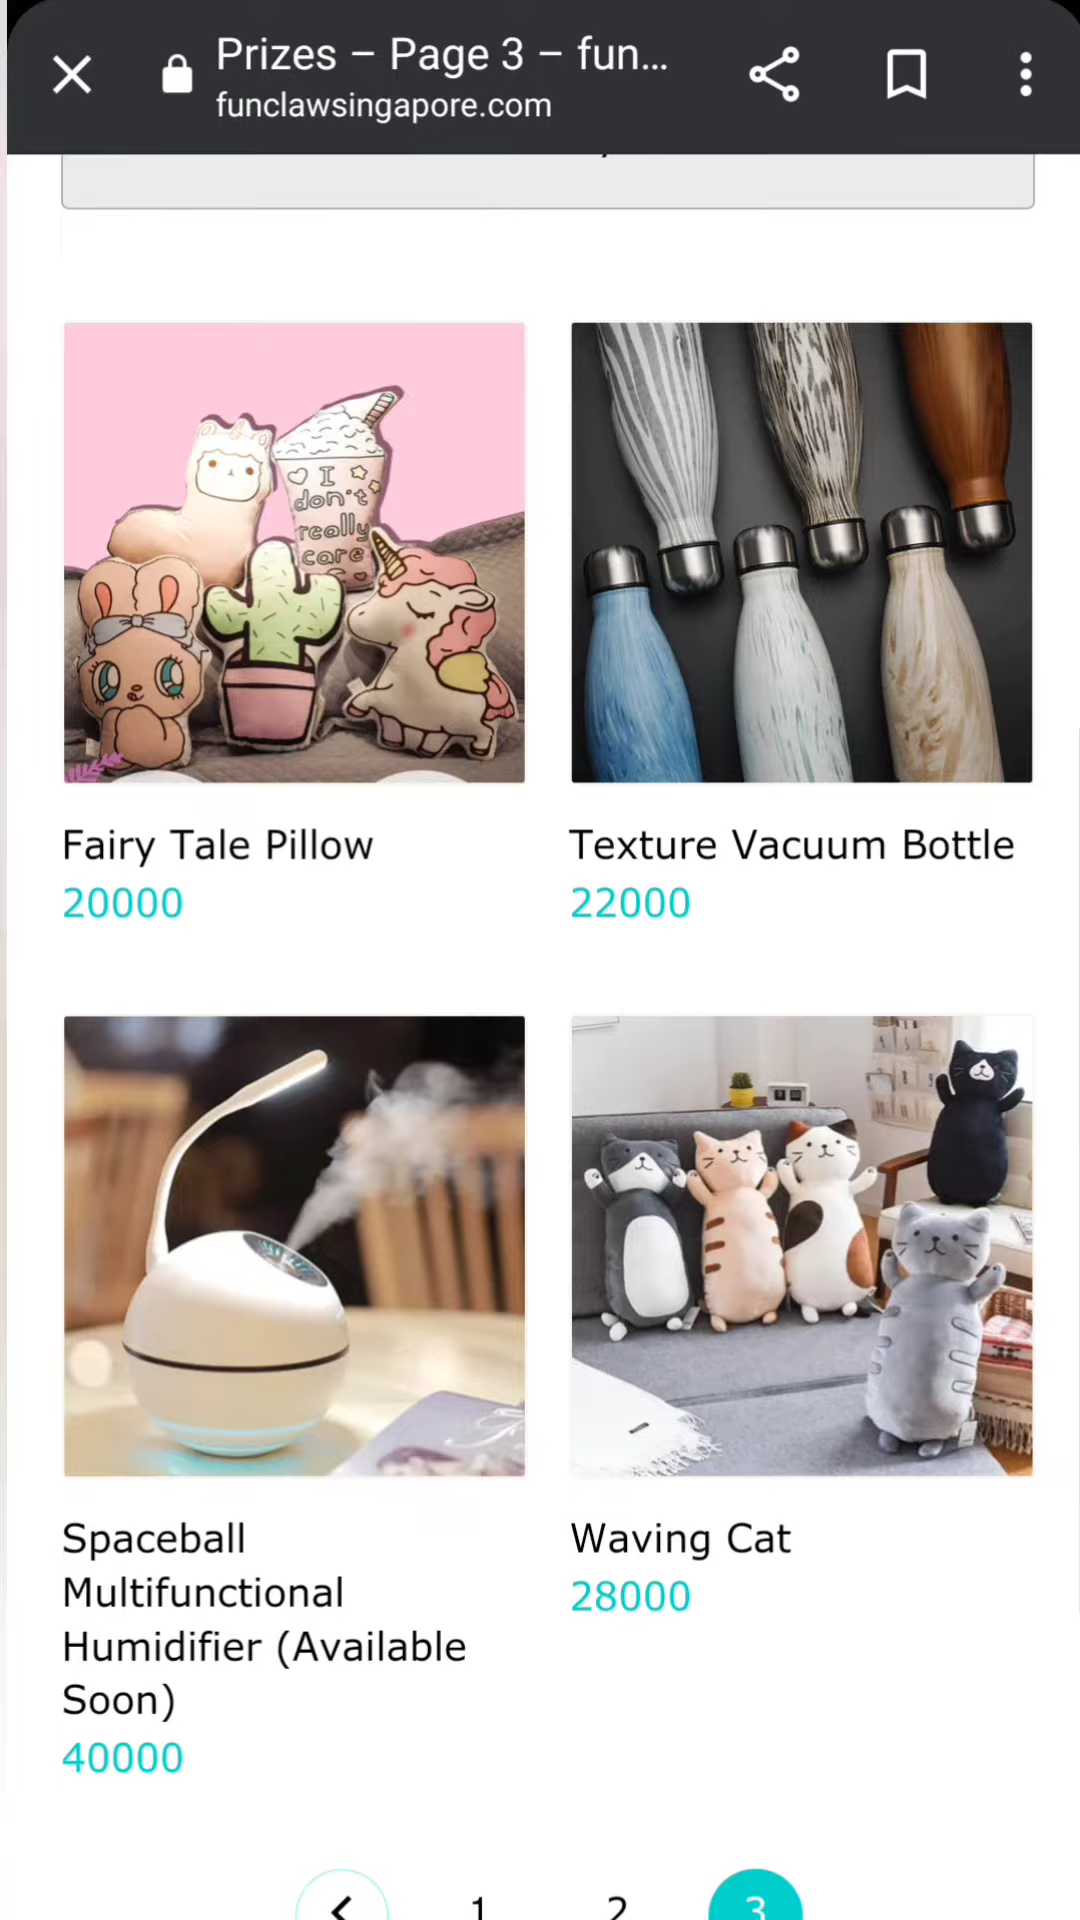 Prizes – Page 3 – fun...
funclawsingapore.com
I
don't
really
care
Fairy Tale Pillow
20000
Texture Vacuum Bottle
22000
Spaceball
Multifunctional
Humidifier (Available
Soon)
40000
Waving Cat
28000
1
2
3